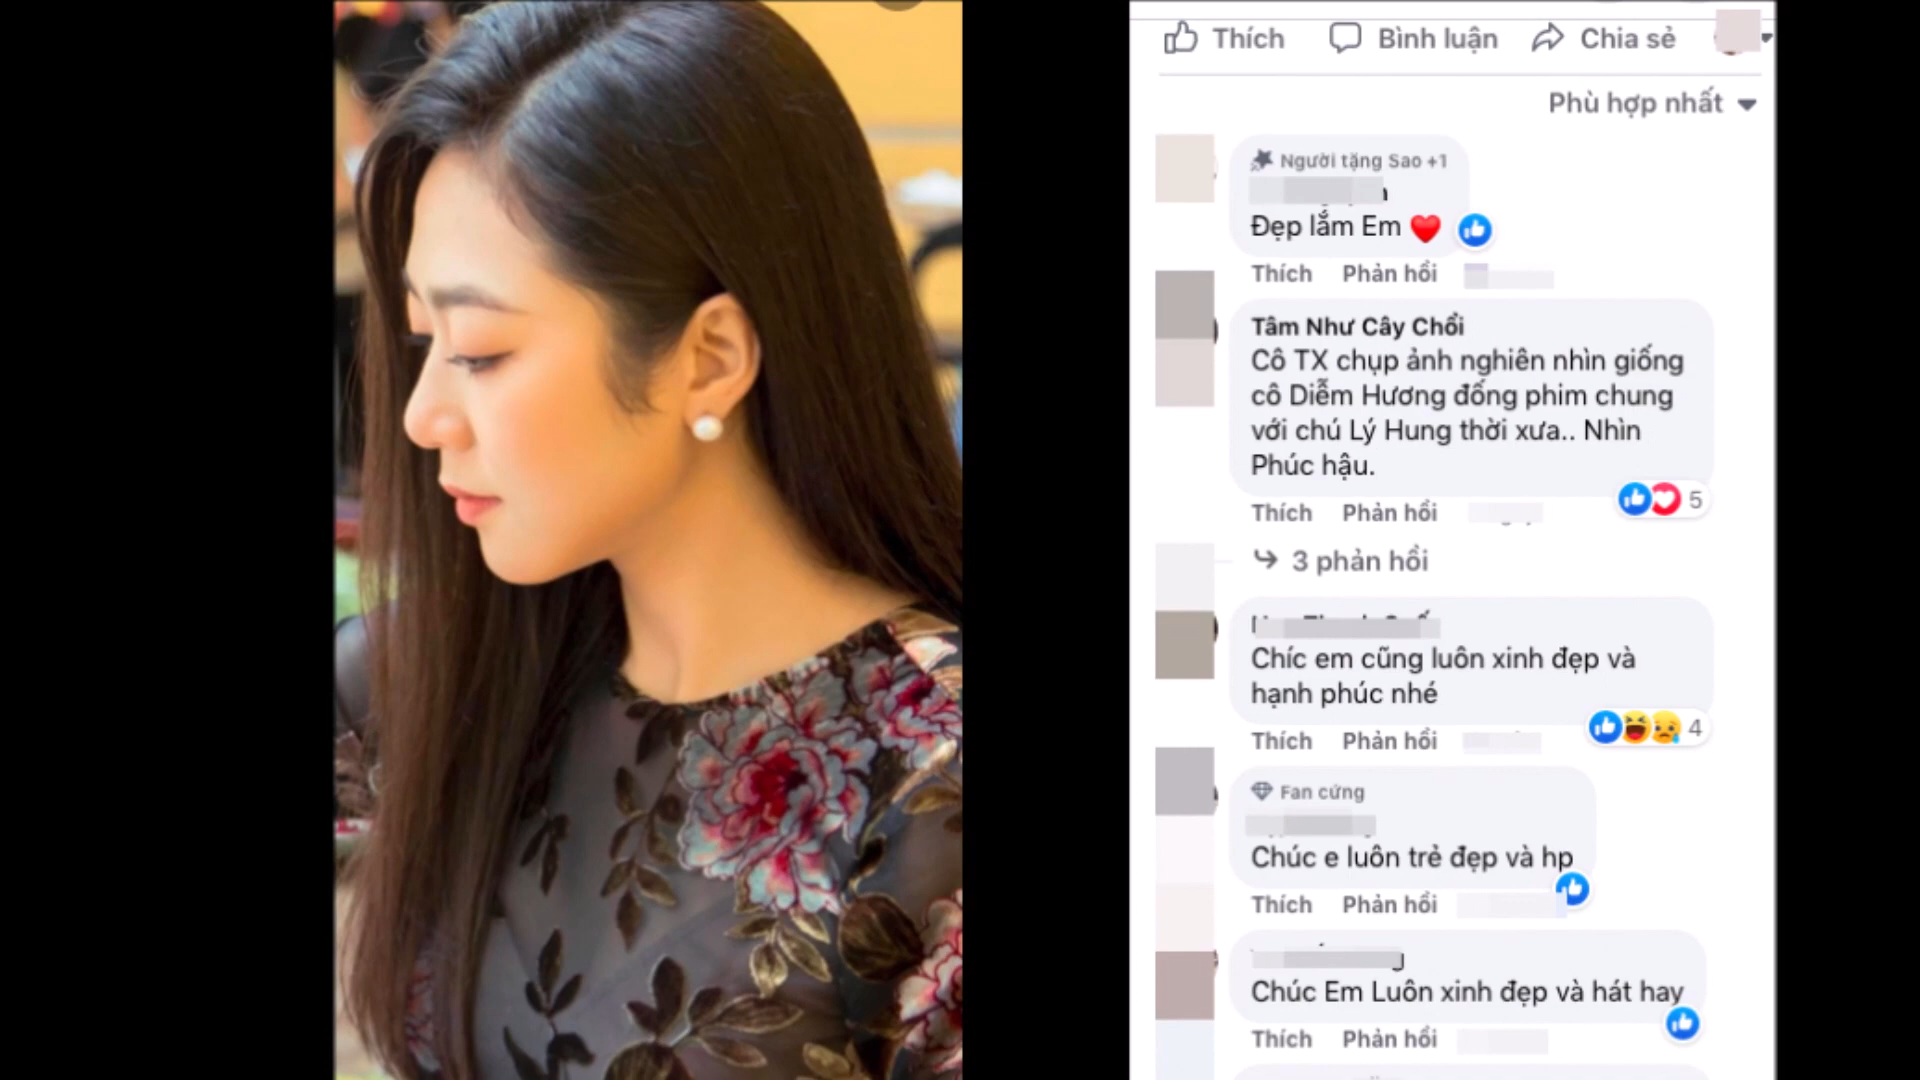 Thích Bình luận Chia sẻ
Phù hợp nhất
Người tặng Sao +1
Đẹp lắm Em
Thích Phản hồi
Tâm Như Cây Chổi
Cô TX chụp ảnh nghiên nhìn giống
cô Diễm Hương đống phim chung
với chú Lý Hung thời xưa.. Nhìn
Phúc hậu.
5
Thích Phản hồi
3 phản hồi
Chíc em cũng luôn xinh đẹp và
hạnh phúc nhé
4
Thích Phản hồi
Fan cứng
Chúc e luôn trẻ đẹp và hp
Thích Phản hồi
Chúc Em Luôn xinh đẹp và hát hay
Thích Phản hồi